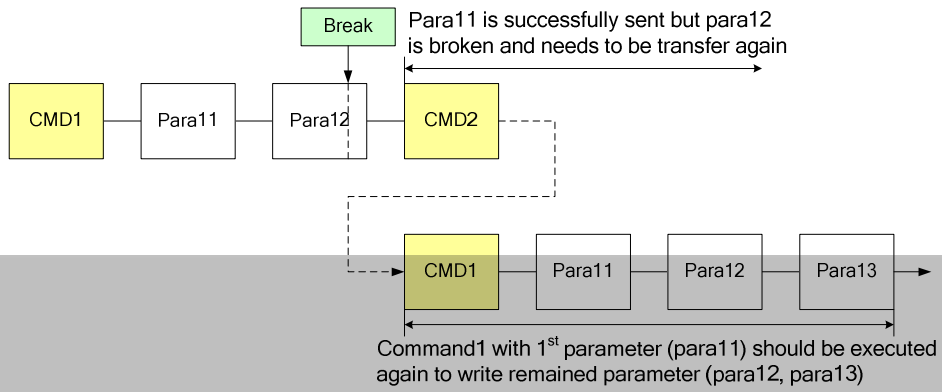 Break
Para11 is successfully sent but para12
is broken and needs to be transfer again
CMD1
Para11
Para12
CMD2
CMD1
Para11
Para12
Para13
Command1 with 1st parameter (para11) should be executed
again to write remained parameter (para12, para13)